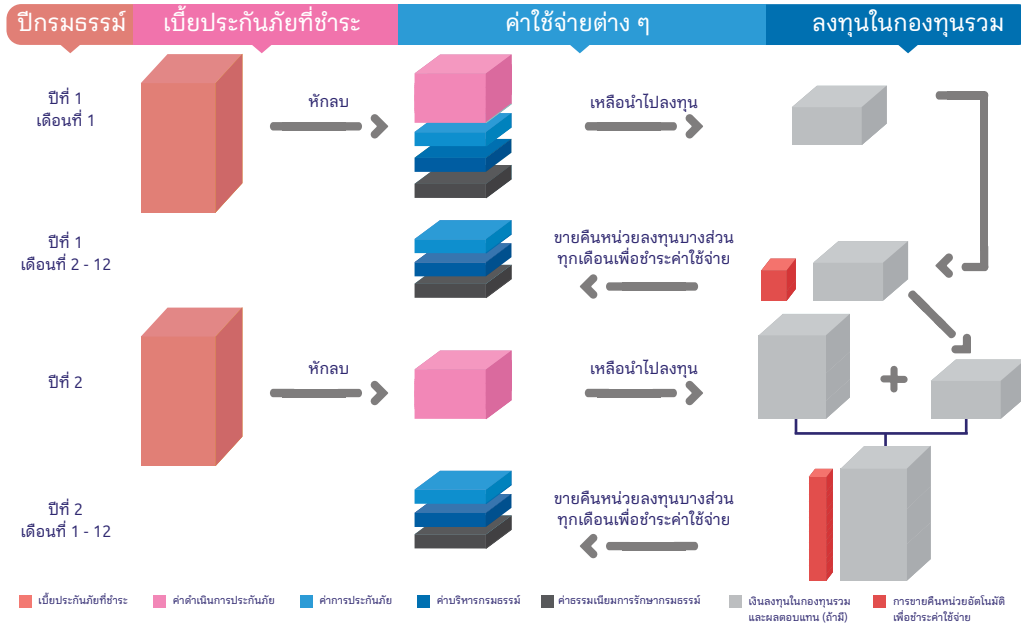 ปีกรมธรรม์
เบี้ยประกันภัยที่ชำระ
ค่าใช้จ่ายต่าง ๆ
ลงทุนในกองทุนรวม
ปีที่ 1
เดือนที่ 1
หักลบ
เหลือนำไปลงทุน
ปีที่ 1
เดือนที่ 2 - 12
ขายคืนหน่วยลงทุนบางส่วน
ทุกเดือนเพื่อชำระค่าใช้จ่าย
ปีที่ 2
หักลบ
เหลือนำไปลงทุน
ปีที่ 2
เดือนที่ 1 - 12
ขายคืนหน่วยลงทุนบางส่วน
ทุกเดือนเพื่อชำระค่าใช้จ่าย
เบี้ยประกันภัยที่ชำระ
ค่าดำเนินการประกันภัย
ค่าการประกันภัย
ค่าบริหารกรมธรรม์
ค่าธรรมเนียมการรักษากรมธรรม์
เงินลงทุนในกองทุนรวม
และผลตอบแทน (ถ้ามี)
การขายคืนหน่วยอัตโนมัติ
เพื่อชำระค่าใช้จ่าย